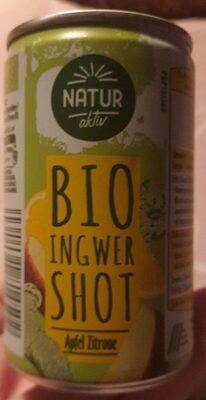 NATUR
aktiv
BIO
INGWER
SHOT
Apfel Zitrone